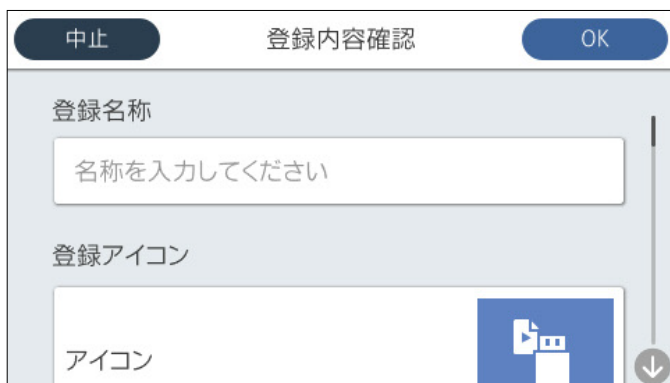 中止
登録内容確認
OK
登録名称
名称を入力してください
登録アイコン
アイコン